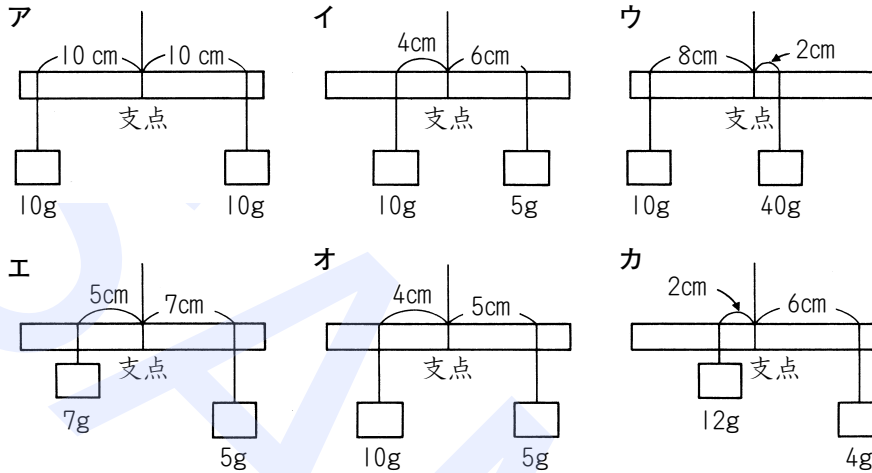 ア
10 cm 10 cm
支点
10g 10g
イ
4cm 6cm
支点
10g 5g
ウ
8cm 2cm
支点
10g 40g
エ
5cm 7cm
支点
7g
5g
オ
4cm 5cm
支点
10g 5g
カ
2cm 6cm
支点
12g
4g